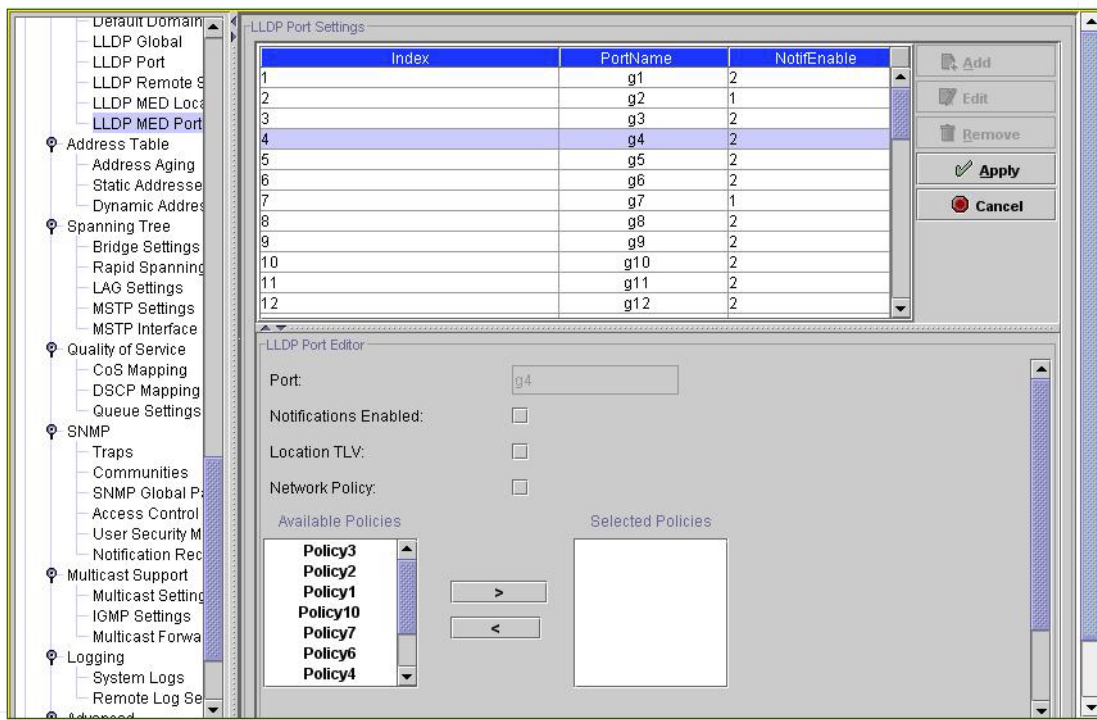 Default Domain
LLDP Global
LLDP Port
LLDP Remote S
LLDP MED Loca
LLDP MED Port
Address Table
Address Aging
Static Addresse
Dynamic Addres
Spanning Tree
Bridge Settings
Rapid Spanning
LAG Settings
MSTP Settings
MSTP Interface
Quality of Service
CoS Mapping
DSCP Mapping
Queue Settings
SNMP
Traps
Communities
SNMP Global Pa
Access Control
User Security M
Notification Rec
Multicast Support
Multicast Setting
IGMP Settings
Multicast Forwa
Logging
System Logs
Remote Log Se
Advanced
LLDP Port Settings
Index PortName NotifEnable
1 g1 2
2 g2 1
3 g3 2
4 g4 2
5 g5 2
6 g6 2
7 g7 1
8 g8 2
9 g9 2
10 g10 2
11 g11 2
12 g12 2
Add
Edit
Remove
Apply
Cancel
LLDP Port Editor
Port: g4
Notifications Enabled:
Location TLV:
Network Policy:
Available Policies Selected Policies
Policy3
Policy2
Policy1
Policy10
Policy7
Policy6
Policy4
>
<